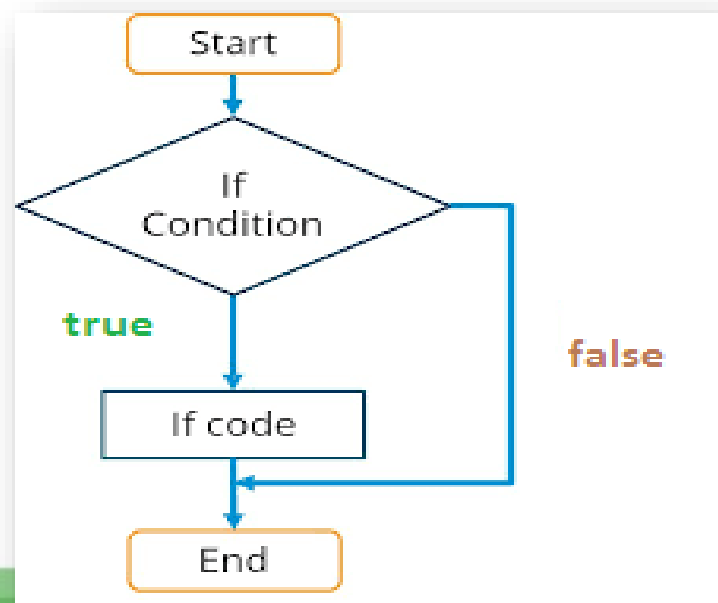 Start
If
Condition
true
false
If code
End